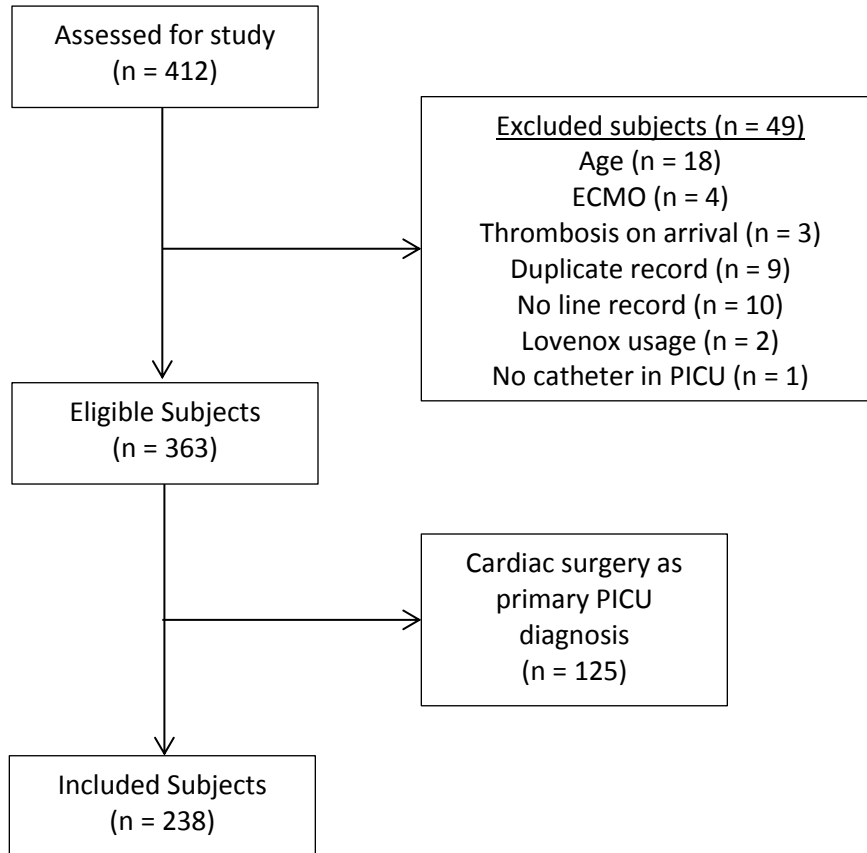 Assessed for study
(n = 412)
Excluded subjects (n = 49)
Age (n = 18)
ECMO (n = 4)
Thrombosis on arrival (n = 3)
Duplicate record (n = 9)
No line record (n = 10)
Lovenox usage (n = 2)
No catheter in PICU (n = 1)
Eligible Subjects
(n = 363)
Cardiac surgery as
primary PICU
diagnosis
(n = 125)
Included Subjects
(n = 238)